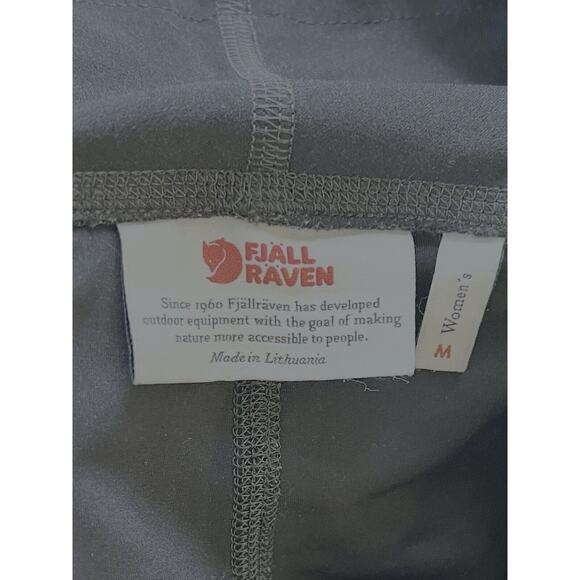 FJÄLL
RÄVEN
Since 1960 Fjällräven has developed
outdoor equipment with the goal of making
nature more accessible to people.
Made in Lithuania
Women´s
M